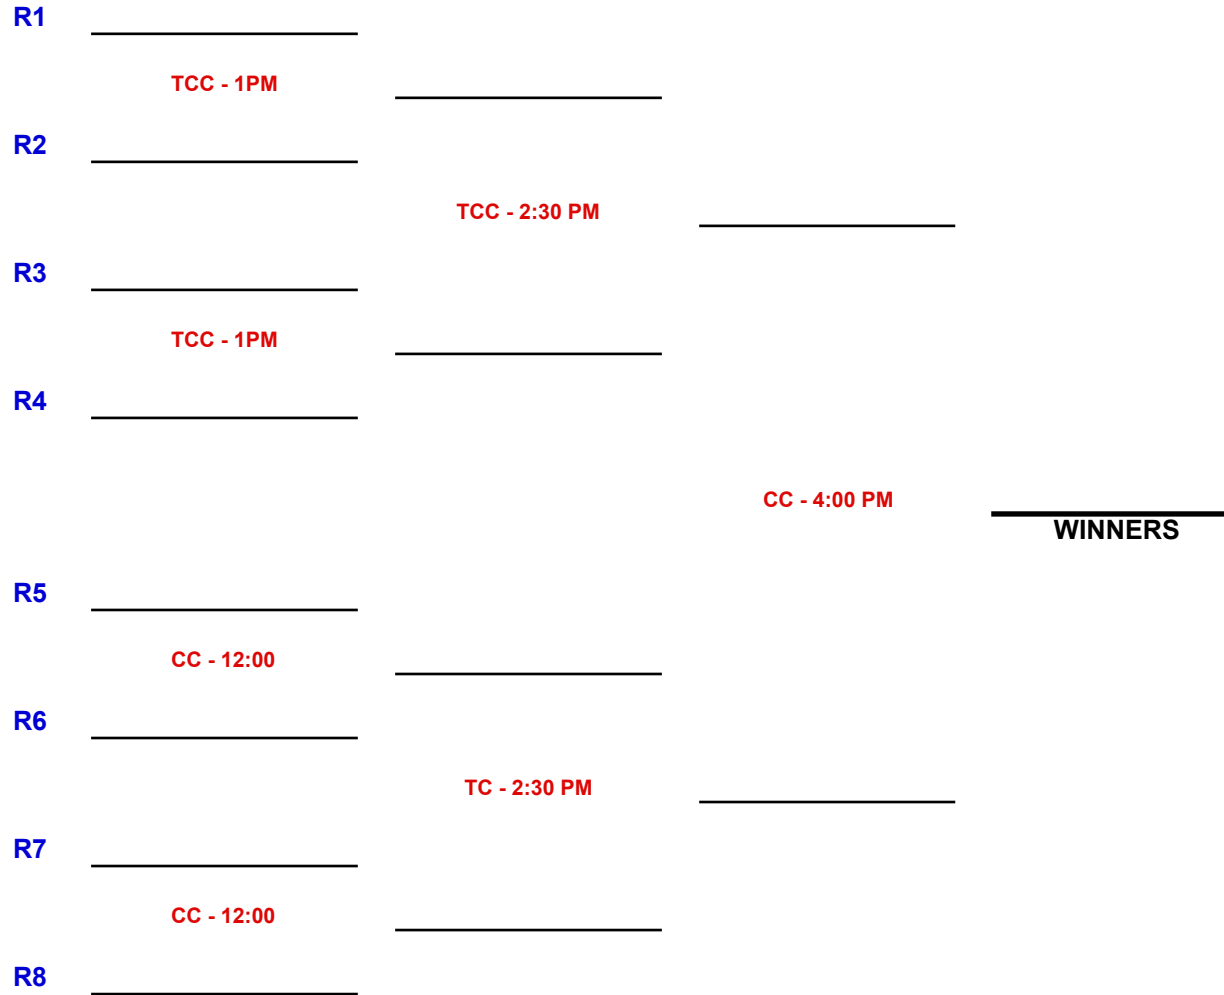 R1
TCC - 1PM
R2
TCC - 2:30 PM
R3
TCC - 1PM
R4
CC - 4:00 PM
WINNERS
R5
CC - 12:00
R6
TC - 2:30 PM
R7
CC - 12:00
R8